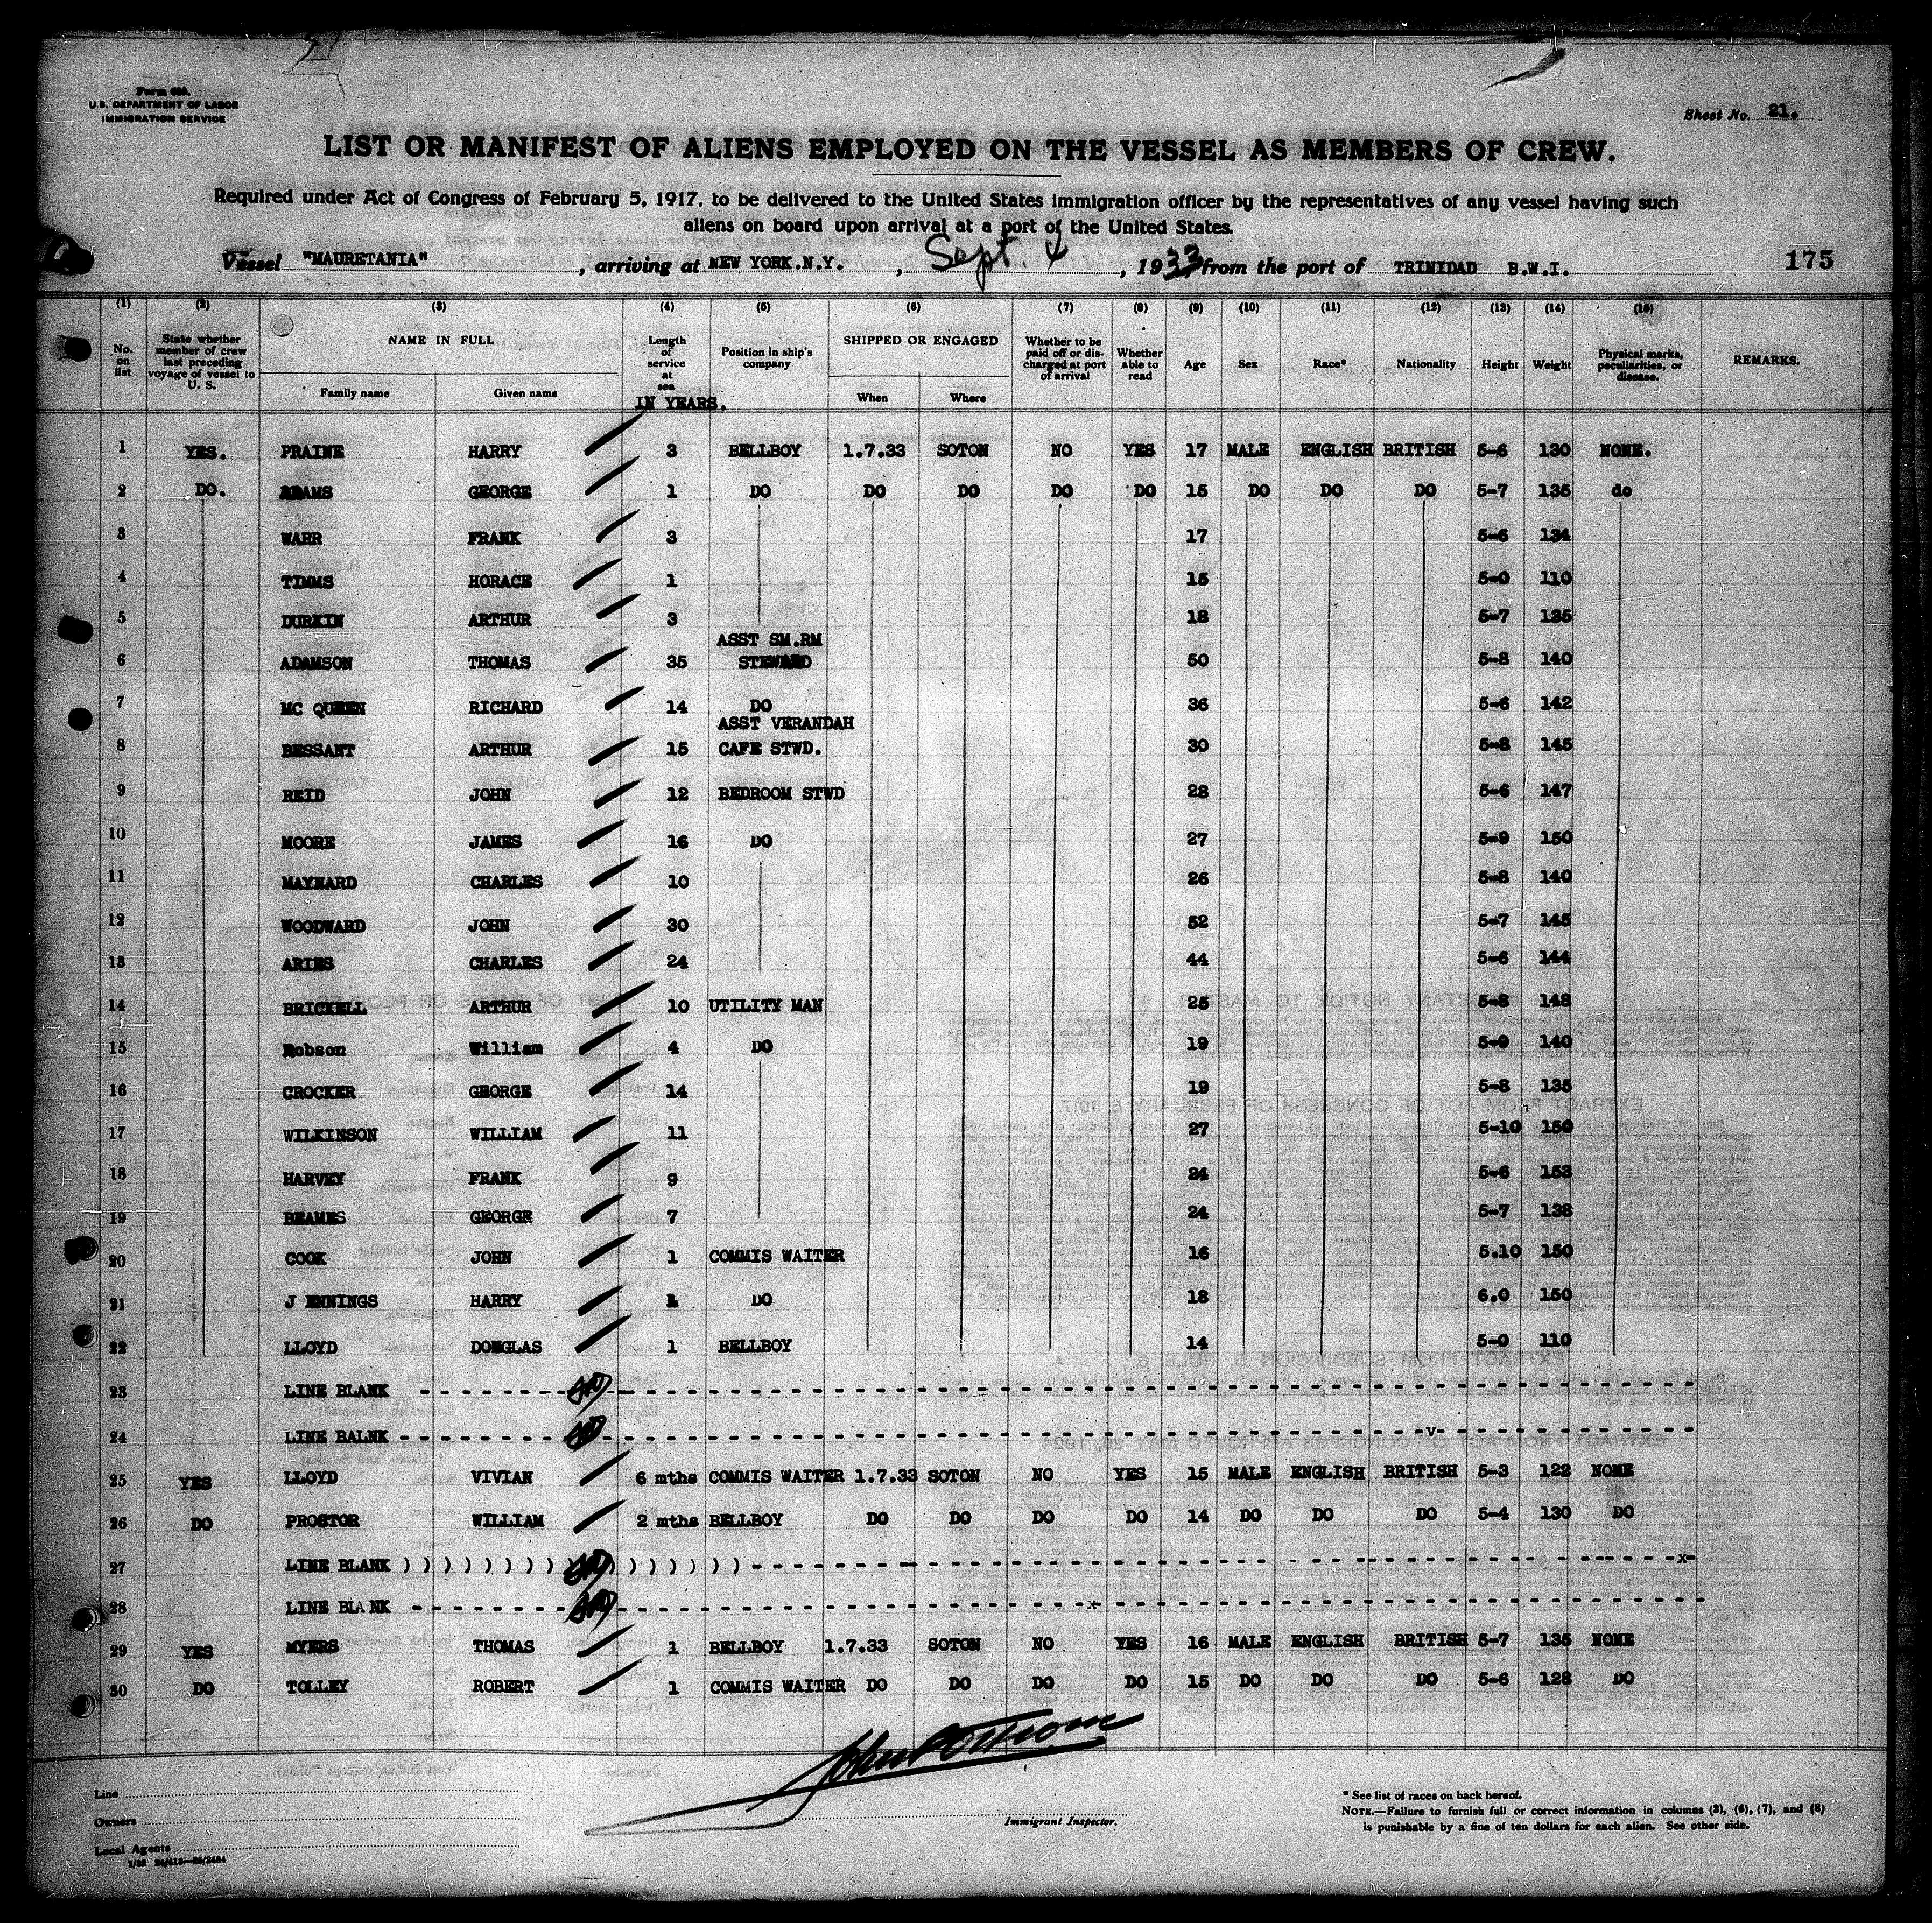 Form 689.
U.S. DEPARTMENT OF LABOR
IMMIGRATION SERVICE
Sheet No. 21.
LIST OR MANIFEST OF ALIENS EMPLOYED ON THE VESSEL AS MEMBERS OF CREW.
Required under Act of Congress of February 5, 1917, to be delivered to the United States immigration officer by the representatives of any vessel having such
aliens on board upon arrival at a port of the United States.
Vessel "MAURETANIA", arriving at NEW YORK.N.Y., Sept. 4, 1933 from the port of TRINIDAD B.W.I. 175
(1) (2) (3) (4) (5) (6) (7) (8) (9) (10) (11) (12) (13) (14) (15)
No. on list State whether member of crew last preceding voyage of vessel to U. S. NAME IN FULL Family name Given name Length of service at sea IN YEARS. Position in ship's company SHIPPED OR ENGAGED When Where Whether to be paid off or discharged at port of arrival Whether able to read Age Sex Race* Nationality Height Weight Physical marks, peculiarities, or disease. REMARKS.
1 YES. PRAINE HARRY 3 BELLBOY 1.7.33 SOTON NO YES 17 MALE ENGLISH BRITISH 5-6 130 NONE.
2 DO. ADAMS GEORGE 1 DO DO DO DO DO 15 DO DO DO 5-7 135 do
3 WARR FRANK 3 17 5-6 134
4 TIMMS HORACE 1 15 5-0 110
5 DURKIN ARTHUR 3 18 5-7 135
6 ADAMSON THOMAS 35 ASST SM.RM STEWARD 50 5-8 140
7 MC QUEEN RICHARD 14 DO 36 5-6 142
8 BESSANT ARTHUR 15 ASST VERANDAH CAFE STWD. 30 5-8 145
9 REID JOHN 12 BEDROOM STWD 28 5-6 147
10 MOORE JAMES 16 DO 27 5-9 150
11 MAYNARD CHARLES 10 26 5-8 140
12 WOODWARD JOHN 30 52 5-7 145
13 ARIES CHARLES 24 44 5-6 144
14 BRICKELL ARTHUR 10 UTILITY MAN 25 5-8 148
15 Robson William 4 DO 19 5-9 140
16 CROCKER GEORGE 14 19 5-8 135
17 WILKINSON WILLIAM 11 27 5-10 150
18 HARVEY FRANK 9 24 5-6 153
19 BEAMES GEORGE 7 24 5-7 138
20 COOK JOHN 1 COMMIS WAITER 16 5.10 150
21 J ENNINGS HARRY 1 DO 18 6.0 150
22 LLOYD DOUGLAS 1 BELLBOY 14 5-0 110
23 LINE BLANK
24 LINE BALNK -v-
25 YES LLOYD VIVIAN 6 mths COMMIS WAITER 1.7.33 SOTON NO YES 15 MALE ENGLISH BRITISH 5-3 122 NONE
26 DO PROCTOR WILLIAM 2 mths BELLBOY DO DO DO DO 14 DO DO DO 5-4 130 DO
27 LINE BLANK ) ) ) ) ) ) ) ) ) ) ) ) ) ) ) ) -x-
28 LINE BLANK -x-
29 YES MYERS THOMAS 1 BELLBOY 1.7.33 SOTON NO YES 16 MALE ENGLISH BRITISH 5-7 135 NONE
30 DO TOLLEY ROBERT 1 COMMIS WAITER DO DO DO DO 15 DO DO DO 5-6 128 DO
Line
Owners
Local Agents
Immigrant Inspector.
* See list of races on back hereof.
NOTE.—Failure to furnish full or correct information in columns (3), (6), (7), and (8)
is punishable by a fine of ten dollars for each alien. See other side.